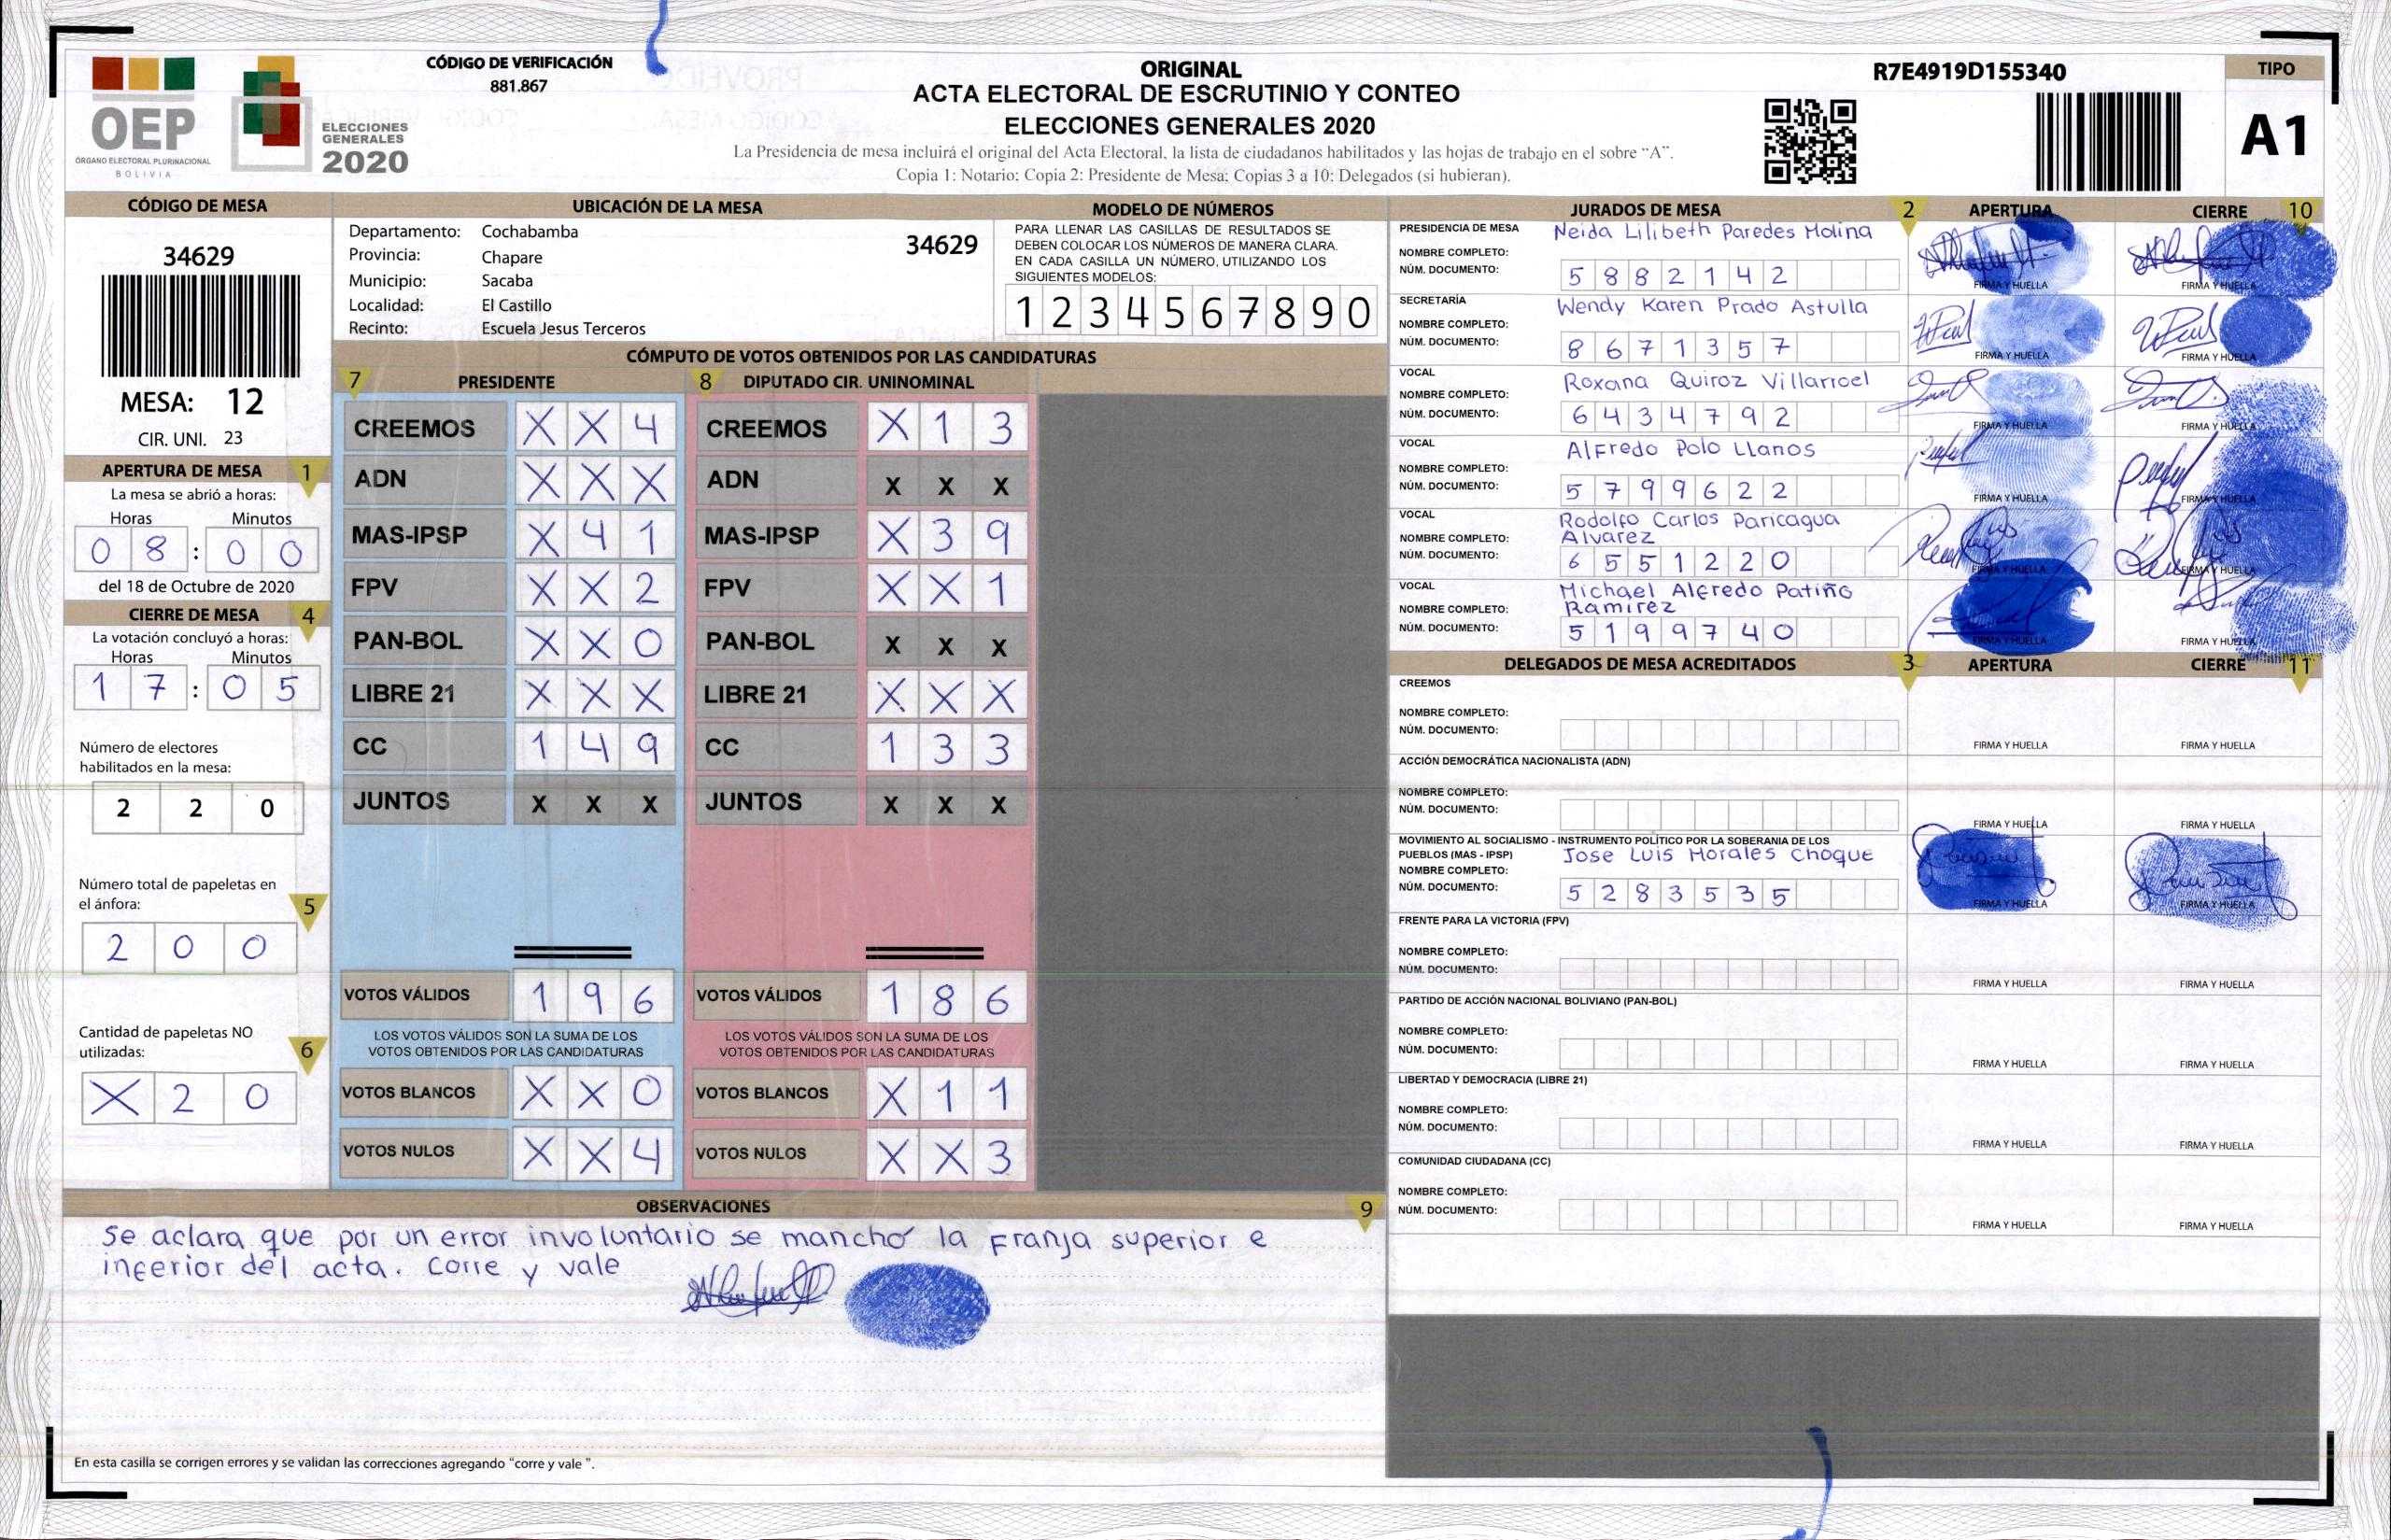 CÓDIGO DE VERIFICACIÓN
881.867
OEP
ÓRGANO ELECTORAL PLURINACIONAL
BOLIVIA
ELECCIONES
GENERALES
2020
ORIGINAL
ACTA ELECTORAL DE ESCRUTINIO Y CONTEO
ELECCIONES GENERALES 2020
La Presidencia de mesa incluirá el original del Acta Electoral, la lista de ciudadanos habilitados y las hojas de trabajo en el sobre “A”.
Copia 1: Notario; Copia 2: Presidente de Mesa; Copias 3 a 10: Delegados (si hubieran).
R7E4919D155340
TIPO
A1
CÓDIGO DE MESA
34629
MESA: 12
CIR. UNI. 23
APERTURA DE MESA 1
La mesa se abrió a horas:
Horas Minutos
0 8 : 0 0
del 18 de Octubre de 2020
CIERRE DE MESA 4
La votación concluyó a horas:
Horas Minutos
1 7 : 0 5
Número de electores
habilitados en la mesa:
2 2 0
Número total de papeletas en
el ánfora:
5
2 0 0
Cantidad de papeletas NO
utilizadas:
6
X 2 0
UBICACIÓN DE LA MESA
Departamento: Cochabamba
34629
Provincia: Chapare
Municipio: Sacaba
Localidad: El Castillo
Recinto: Escuela Jesus Terceros
MODELO DE NÚMEROS
PARA LLENAR LAS CASILLAS DE RESULTADOS SE
DEBEN COLOCAR LOS NÚMEROS DE MANERA CLARA.
EN CADA CASILLA UN NÚMERO, UTILIZANDO LOS
SIGUIENTES MODELOS:
1 2 3 4 5 6 7 8 9 0
CÓMPUTO DE VOTOS OBTENIDOS POR LAS CANDIDATURAS
7 PRESIDENTE
CREEMOS X X 4
ADN X X X
MAS-IPSP X 4 1
FPV X X 2
PAN-BOL X X 0
LIBRE 21 X X X
CC 1 4 9
JUNTOS X X X
VOTOS VÁLIDOS 1 9 6
LOS VOTOS VÁLIDOS SON LA SUMA DE LOS
VOTOS OBTENIDOS POR LAS CANDIDATURAS
VOTOS BLANCOS X X 0
VOTOS NULOS X X 4
8 DIPUTADO CIR. UNINOMINAL
CREEMOS X 1 3
ADN X X X
MAS-IPSP X 3 9
FPV X X 1
PAN-BOL X X X
LIBRE 21 X X X
CC 1 3 3
JUNTOS X X X
VOTOS VÁLIDOS 1 8 6
LOS VOTOS VÁLIDOS SON LA SUMA DE LOS
VOTOS OBTENIDOS POR LAS CANDIDATURAS
VOTOS BLANCOS X 1 1
VOTOS NULOS X X 3
OBSERVACIONES 9
Se aclara que por un error involuntario se manchó la franja superior e
inferior del acta. Corre y vale
En esta casilla se corrigen errores y se validan las correcciones agregando “corre y vale ”.
JURADOS DE MESA 2 APERTURA CIERRE 10
PRESIDENCIA DE MESA Neida Lilibeth Paredes Molina
NOMBRE COMPLETO:
NÚM. DOCUMENTO: 5 8 8 2 1 4 2
FIRMA Y HUELLA FIRMA Y HUELLA
SECRETARÍA Wendy Karen Prado Astulla
NOMBRE COMPLETO:
NÚM. DOCUMENTO: 8 6 7 1 3 5 7
FIRMA Y HUELLA FIRMA Y HUELLA
VOCAL Roxana Quiroz Villarroel
NOMBRE COMPLETO:
NÚM. DOCUMENTO: 6 4 3 4 7 9 2
FIRMA Y HUELLA FIRMA Y HUELLA
VOCAL Alfredo Polo Llanos
NOMBRE COMPLETO:
NÚM. DOCUMENTO: 5 7 9 9 6 2 2
FIRMA Y HUELLA FIRMA Y HUELLA
VOCAL Rodolfo Carlos Paricagua
NOMBRE COMPLETO: Alvarez
NÚM. DOCUMENTO: 6 5 5 1 2 2 0
FIRMA Y HUELLA FIRMA Y HUELLA
VOCAL Michael Alfredo Patiño
NOMBRE COMPLETO: Ramirez
NÚM. DOCUMENTO: 5 1 9 9 7 4 0
FIRMA Y HUELLA FIRMA Y HUELLA
DELEGADOS DE MESA ACREDITADOS 3 APERTURA CIERRE 11
CREEMOS
NOMBRE COMPLETO:
NÚM. DOCUMENTO:
FIRMA Y HUELLA FIRMA Y HUELLA
ACCIÓN DEMOCRÁTICA NACIONALISTA (ADN)
NOMBRE COMPLETO:
NÚM. DOCUMENTO:
FIRMA Y HUELLA FIRMA Y HUELLA
MOVIMIENTO AL SOCIALISMO - INSTRUMENTO POLÍTICO POR LA SOBERANIA DE LOS
PUEBLOS (MAS - IPSP) Jose Luis Morales Choque
NOMBRE COMPLETO:
NÚM. DOCUMENTO: 5 2 8 3 5 3 5
FIRMA Y HUELLA FIRMA Y HUELLA
FRENTE PARA LA VICTORIA (FPV)
NOMBRE COMPLETO:
NÚM. DOCUMENTO:
FIRMA Y HUELLA FIRMA Y HUELLA
PARTIDO DE ACCIÓN NACIONAL BOLIVIANO (PAN-BOL)
NOMBRE COMPLETO:
NÚM. DOCUMENTO:
FIRMA Y HUELLA FIRMA Y HUELLA
LIBERTAD Y DEMOCRACIA (LIBRE 21)
NOMBRE COMPLETO:
NÚM. DOCUMENTO:
FIRMA Y HUELLA FIRMA Y HUELLA
COMUNIDAD CIUDADANA (CC)
NOMBRE COMPLETO:
NÚM. DOCUMENTO:
FIRMA Y HUELLA FIRMA Y HUELLA